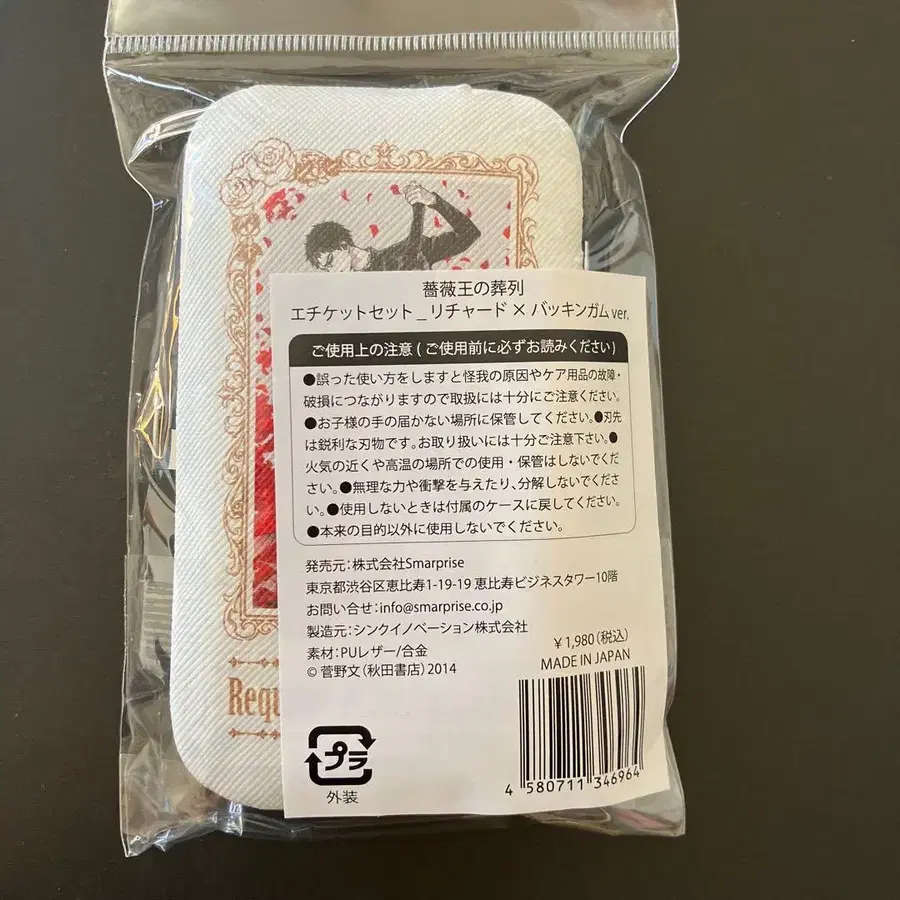 薔薇王の葬列
エチケットセット_リチャード×バッキンガムver.
ご使用上の注意(ご使用前に必ずお読みください)
●誤った使い方をしますと怪我の原因やケア用品の故障・
破損につながりますので取扱には十分にご注意ください。
●お子様の手の届かない場所に保管してください。●刃先
は鋭利な刃物です。お取り扱いには十分ご注意下さい。●
火気の近くや高温の場所での使用・保管はしないでくだ
さい。●無理な力や衝撃を与えたり、分解しないでくださ
い。●使用しないときは付属のケースに戻してください。
●本来の目的以外に使用しないでください。
発売元:株式会社Smarprise
東京都渋谷区恵比寿1-19-19 恵比寿ビジネスタワー10階
お問い合せ:info@smarprise.co.jp
製造元:シンクイノベーション株式会社
素材:PUレザー/合金
© 菅野文(秋田書店)2014
¥1,980(税込)
MADE IN JAPAN
4 580711 346964
プラ
外装
Requ